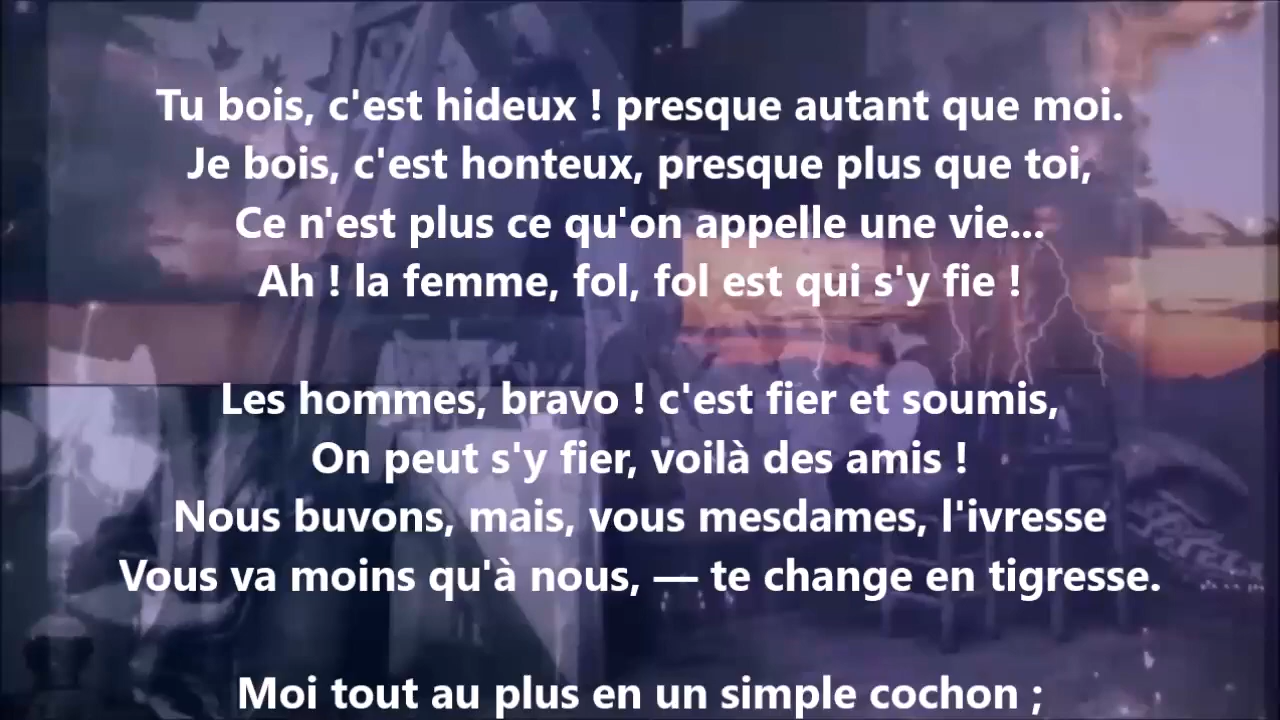 Tu bois, c'est hideux ! presque autant que moi.
Je bois, c'est honteux, presque plus que toi,
Ce n'est plus ce qu'on appelle une vie...
Ah ! la femme, fol, fol est qui s'y fie !
Les hommes, bravo ! c'est fier et soumis,
On peut s'y fier, voilà des amis !
Nous buvons, mais, vous mesdames, l'ivresse
Vous va moins qu'à nous, — te change en tigresse.
Moi tout au plus en un simple cochon ;